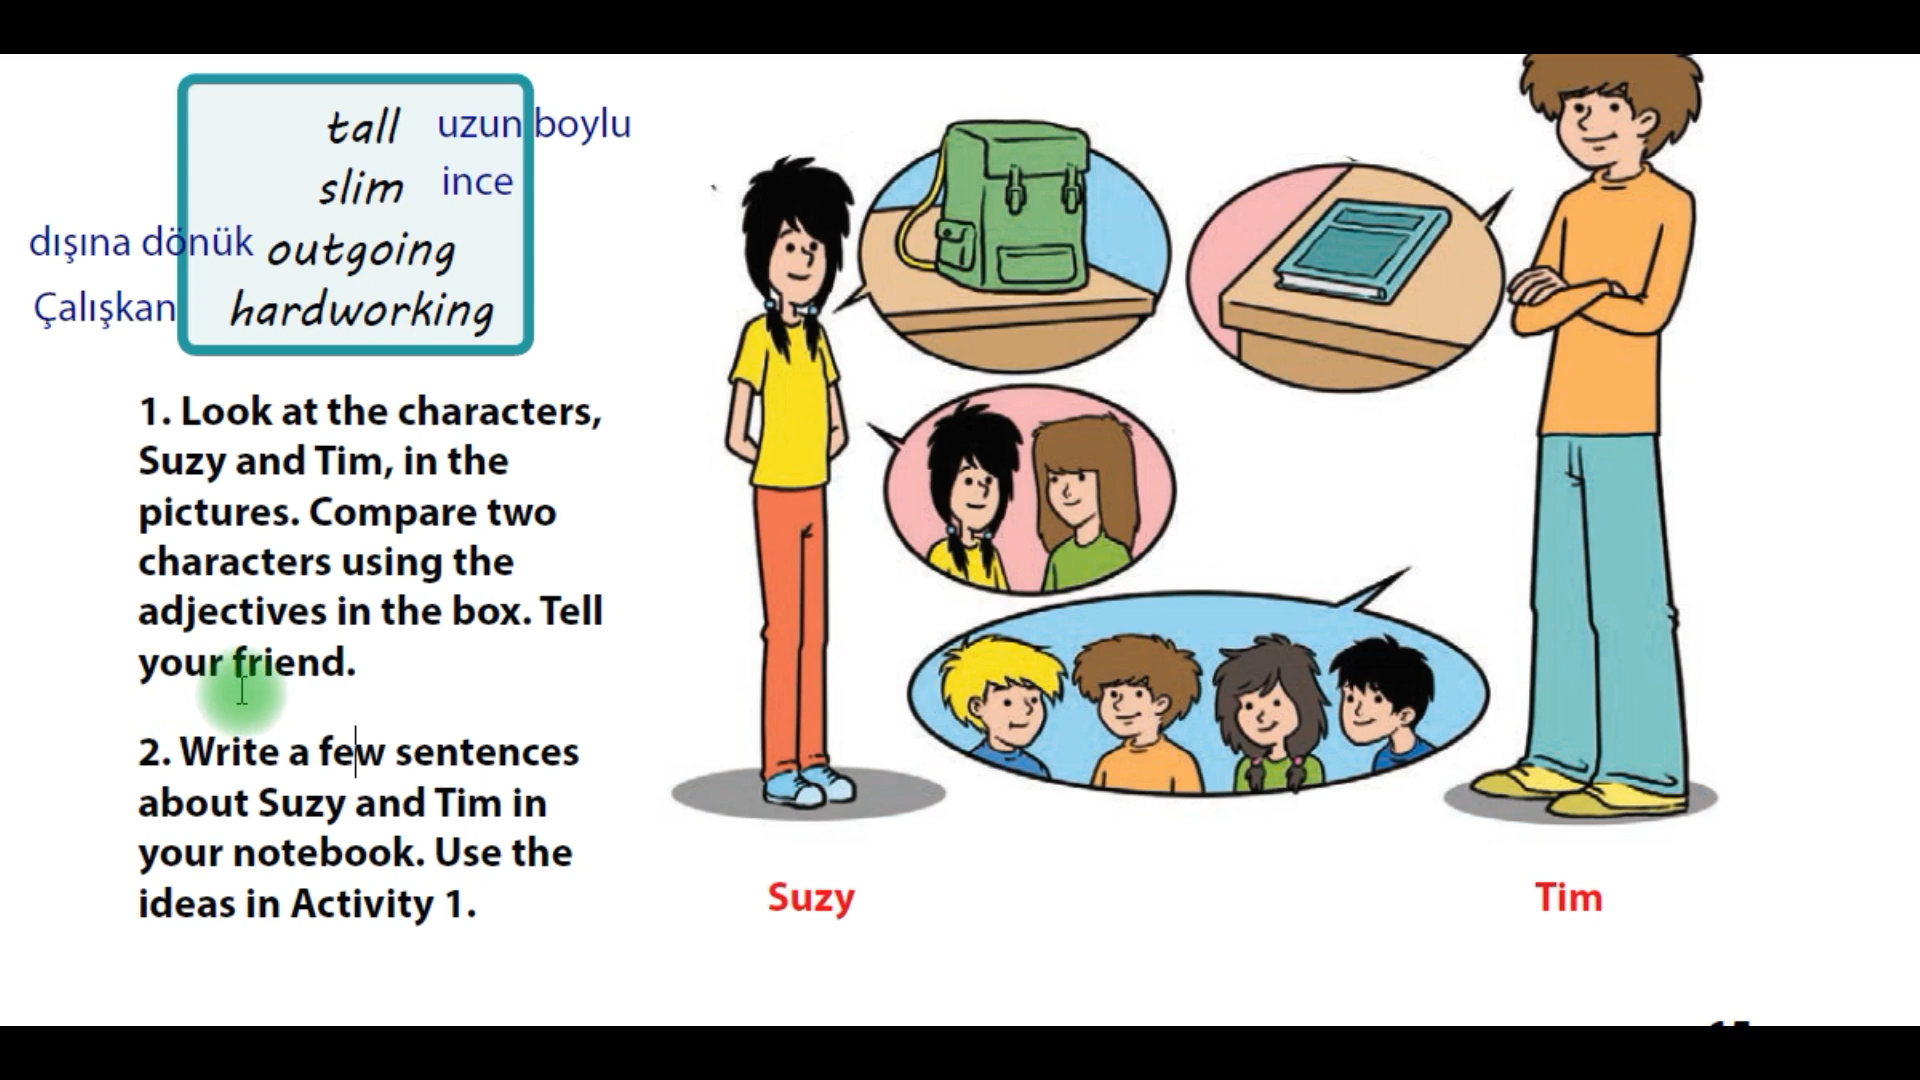 tall uzun boylu
slim ince
dışına dönük outgoing
Çalışkan hardworking
1. Look at the characters,
Suzy and Tim, in the
pictures. Compare two
characters using the
adjectives in the box. Tell
your friend.
2. Write a few sentences
about Suzy and Tim in
your notebook. Use the
ideas in Activity 1.
Suzy
Tim